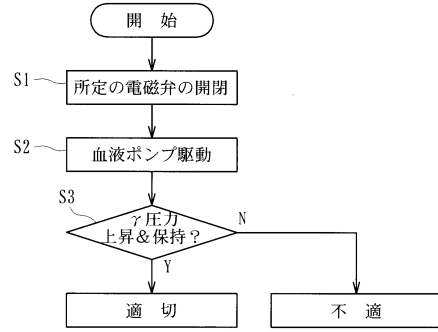 開 始
S1
所定の電磁弁の開閉
S2
血液ポンプ駆動
S3
γ圧力
上昇&保持?
N
Y
適 切
不 適